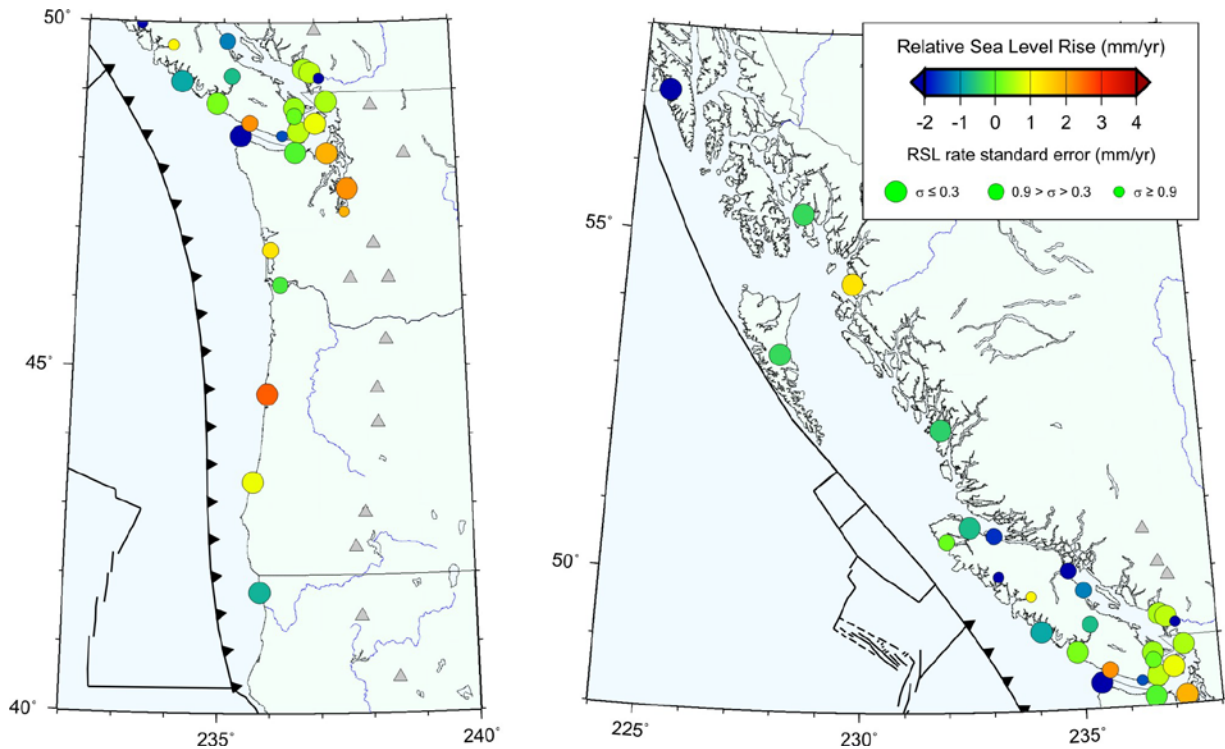 50°
45°
40°
235°
240°
55°
50°
225°
230°
235°
Relative Sea Level Rise (mm/yr)
-2 -1 0 1 2 3 4
RSL rate standard error (mm/yr)
σ ≤ 0.3 0.9 > σ > 0.3 σ ≥ 0.9